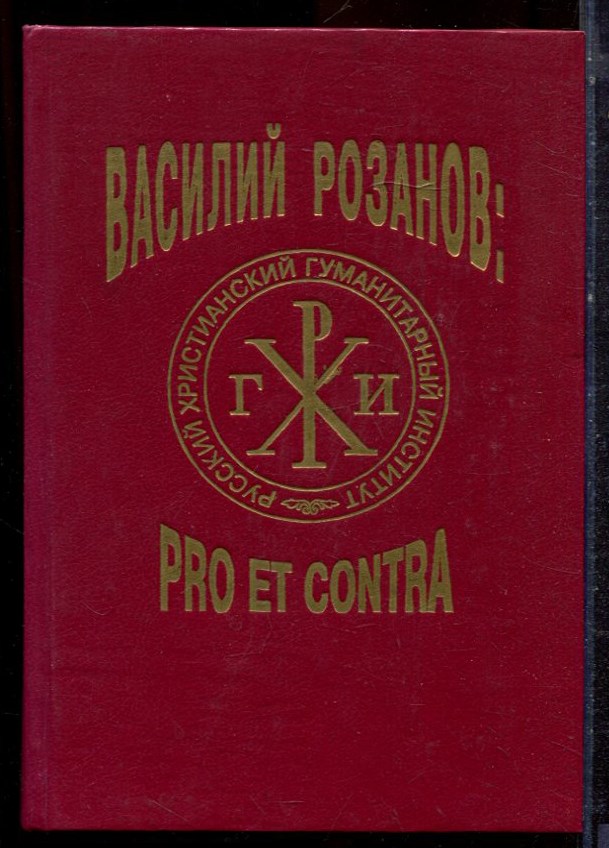 ВАСИЛИЙ РОЗАНОВ:
РУССКИЙ ХРИСТИАНСКИЙ ГУМАНИТАРНЫЙ ИНСТИТУТ
Р
Г Х И
PRO ET CONTRA